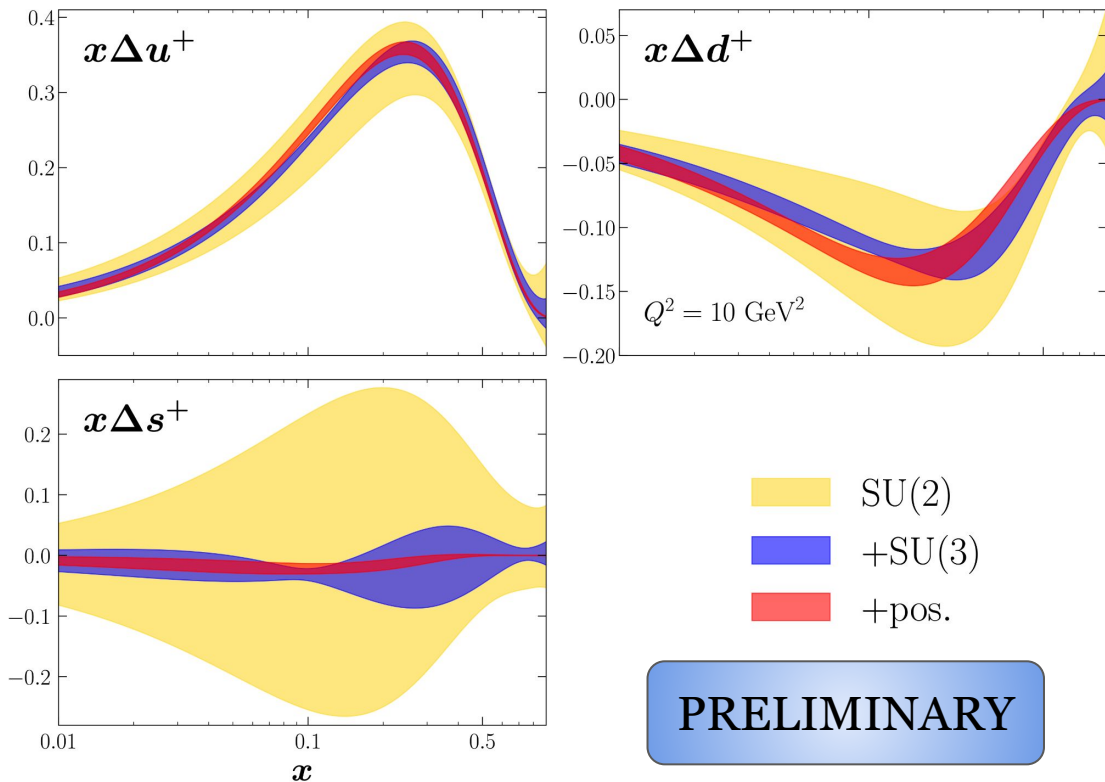 xΔu⁺
0.4
0.3
0.2
0.1
0.0
xΔd⁺
0.05
0.00
−0.05
−0.10
−0.15
−0.20
Q² = 10 GeV²
xΔs⁺
0.2
0.1
0.0
−0.1
−0.2
0.01
0.1
0.5
x
SU(2)
+SU(3)
+pos.
PRELIMINARY